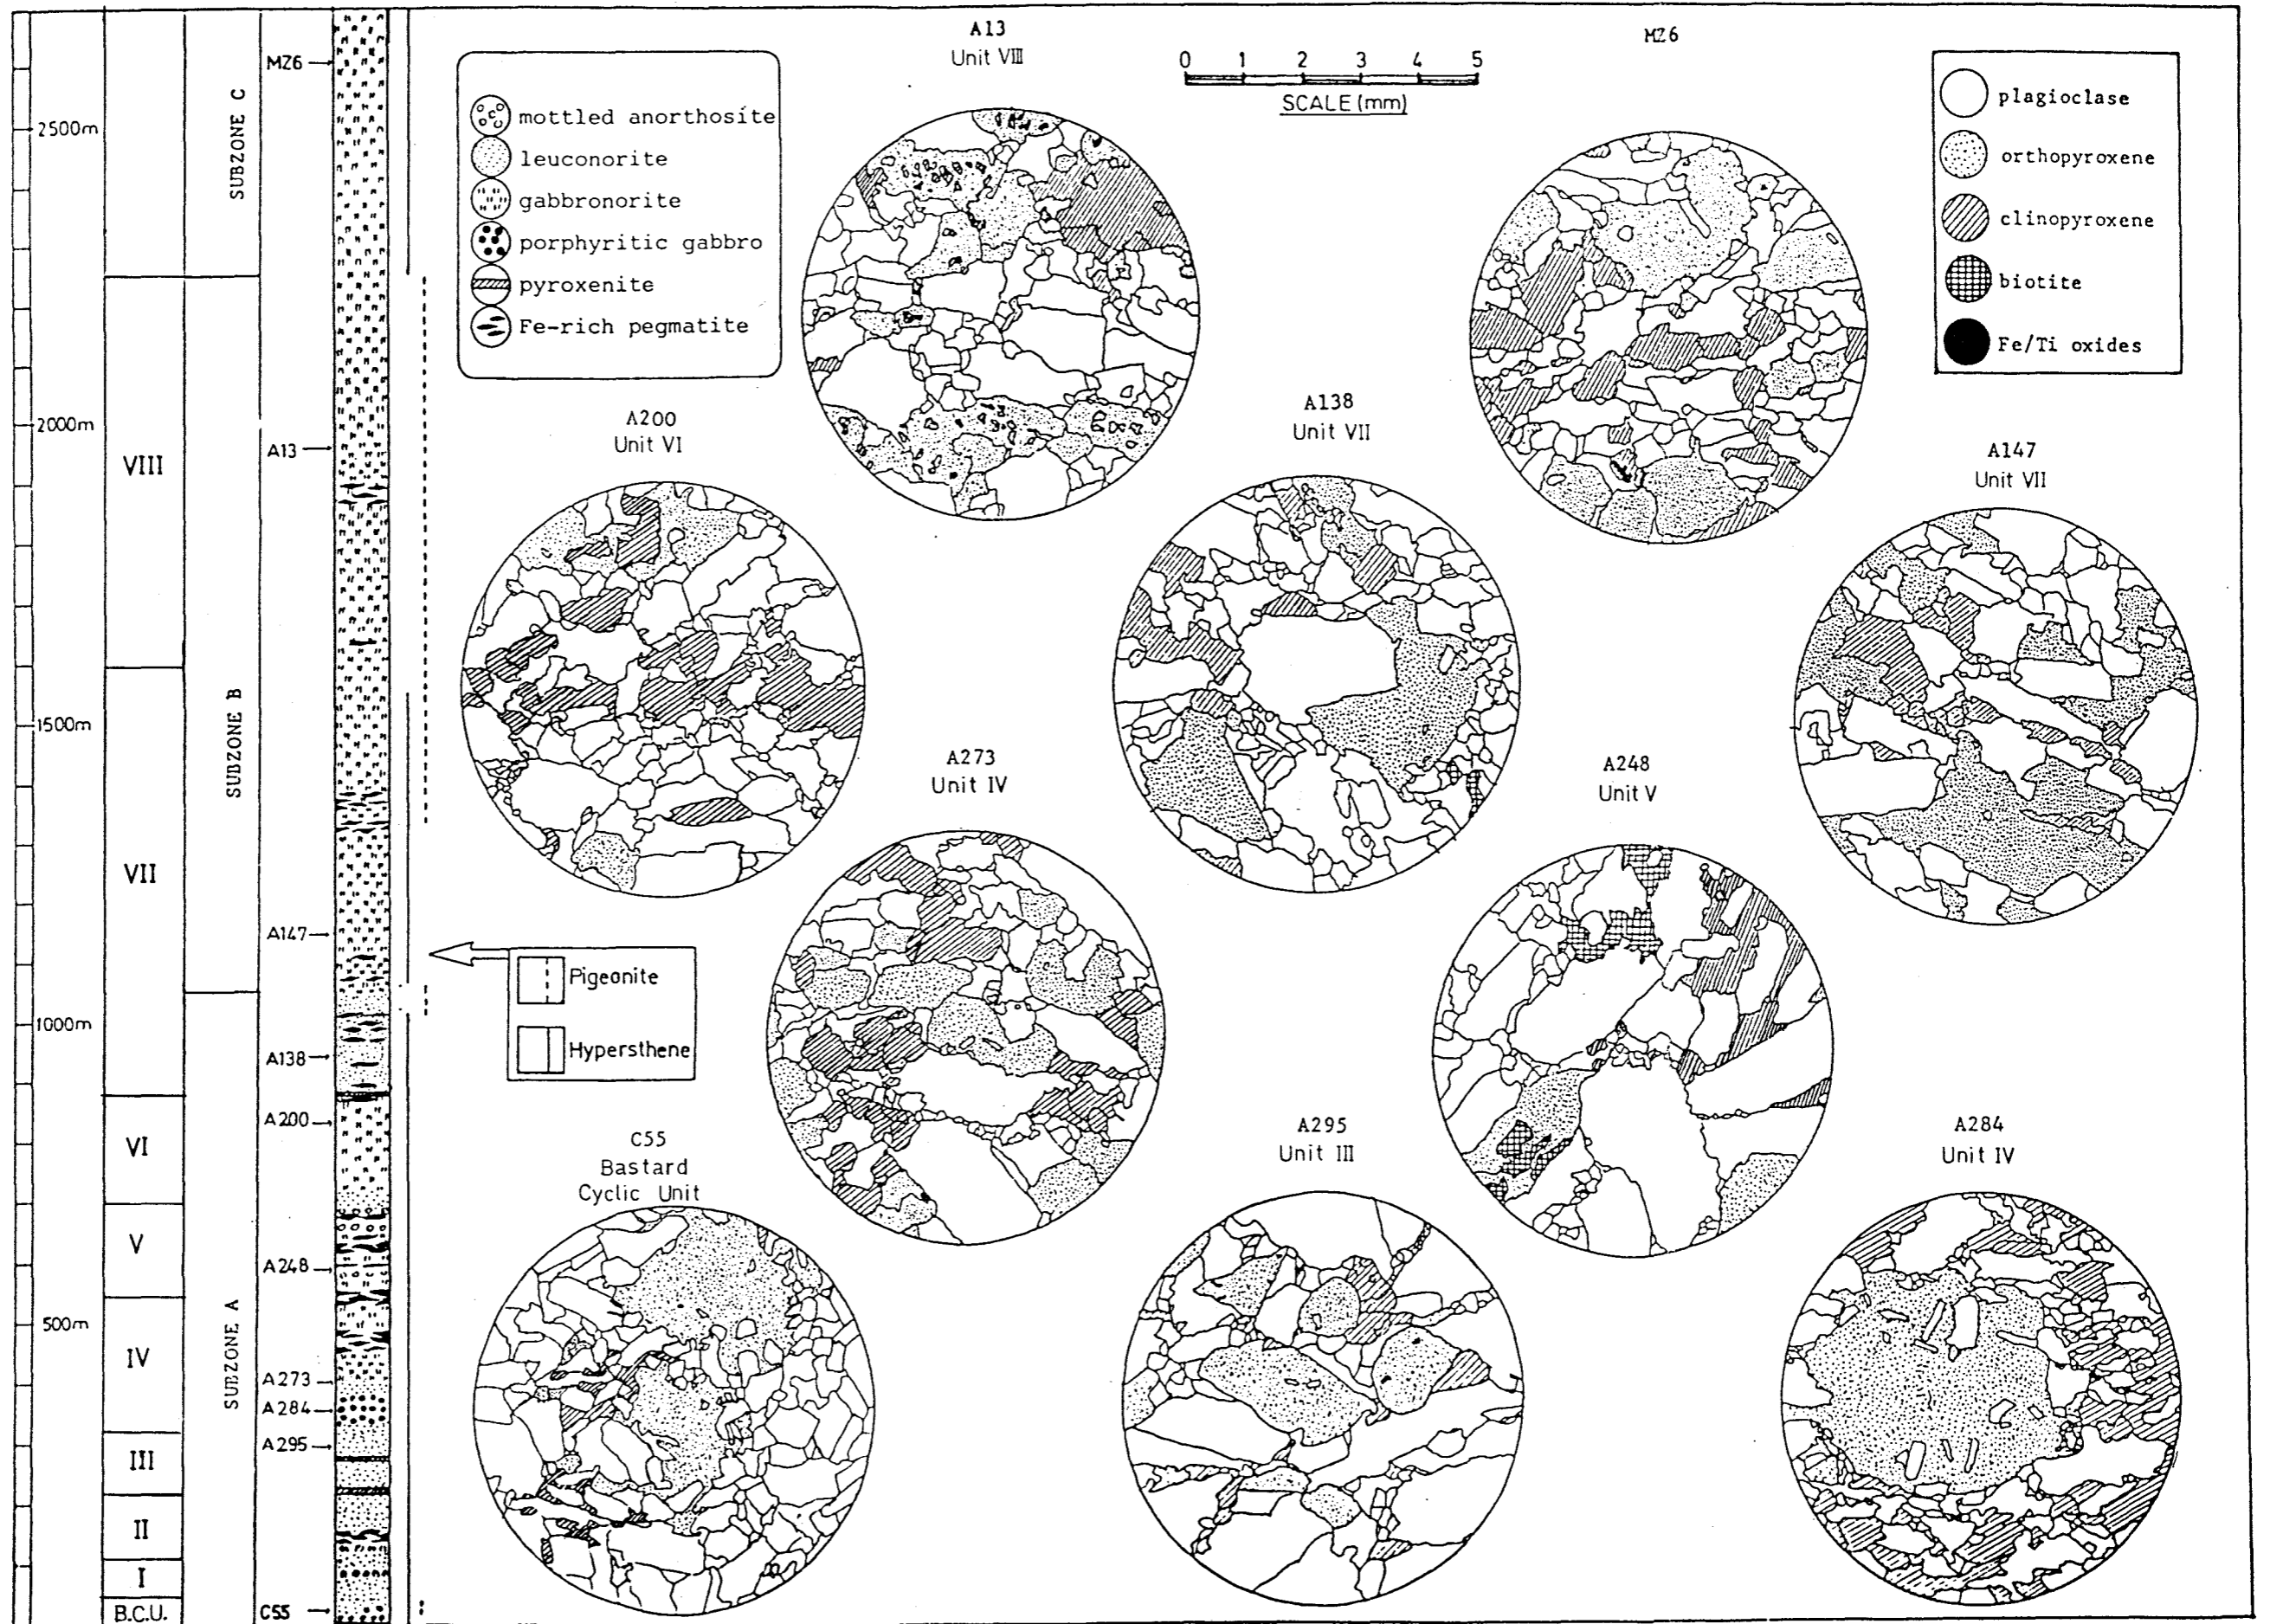 2500m
2000m
1500m
1000m
500m
VIII
VII
VI
V
IV
III
II
I
B.C.U.
SUBZONE C
SUBZONE B
SUBZONE A
MZ6
A13
A147
A138
A200
A248
A273
A284
A295
C55
mottled anorthosite
leuconorite
gabbronorite
porphyritic gabbro
pyroxenite
Fe-rich pegmatite
Pigeonite
Hypersthene
A13
Unit VIII
0 1 2 3 4 5
SCALE (mm)
MZ6
plagioclase
orthopyroxene
clinopyroxene
biotite
Fe/Ti oxides
A200
Unit VI
A138
Unit VII
A147
Unit VII
A273
Unit IV
A248
Unit V
C55
Bastard
Cyclic Unit
A295
Unit III
A284
Unit IV